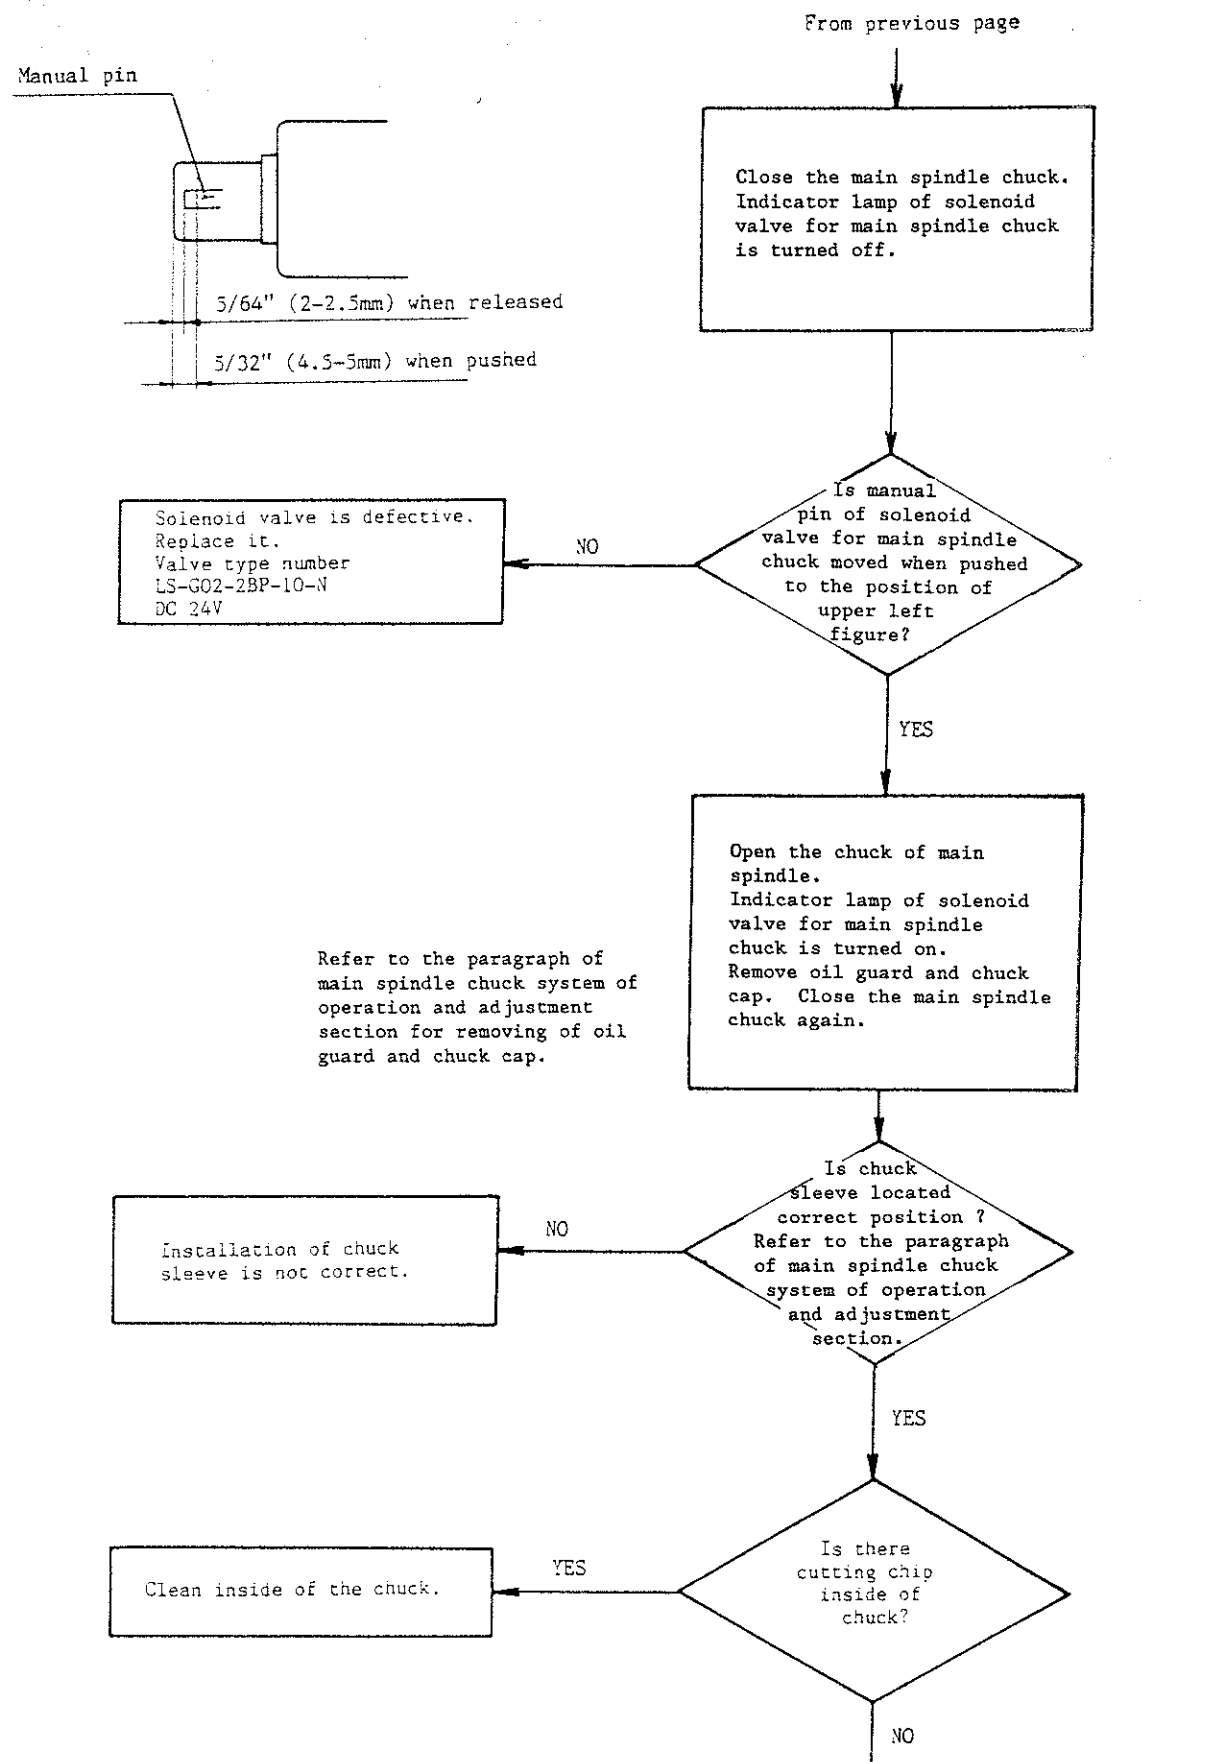 From previous page
Manual pin
5/64" (2-2.5mm) when released
5/32" (4.5-5mm) when pushed
Close the main spindle chuck.
Indicator lamp of solenoid
valve for main spindle chuck
is turned off.
Is manual
pin of solenoid
valve for main spindle
chuck moved when pushed
to the position of
upper left
figure?
NO
Solenoid valve is defective.
Replace it.
Valve type number
LS-G02-2BP-10-N
DC 24V
YES
Open the chuck of main
spindle.
Indicator lamp of solenoid
valve for main spindle
chuck is turned on.
Remove oil guard and chuck
cap. Close the main spindle
chuck again.
Refer to the paragraph of
main spindle chuck system of
operation and adjustment
section for removing of oil
guard and chuck cap.
Is chuck
sleeve located
correct position ?
Refer to the paragraph
of main spindle chuck
system of operation
and adjustment
section.
NO
Installation of chuck
sleeve is not correct.
YES
Is there
cutting chip
inside of
chuck?
YES
Clean inside of the chuck.
NO